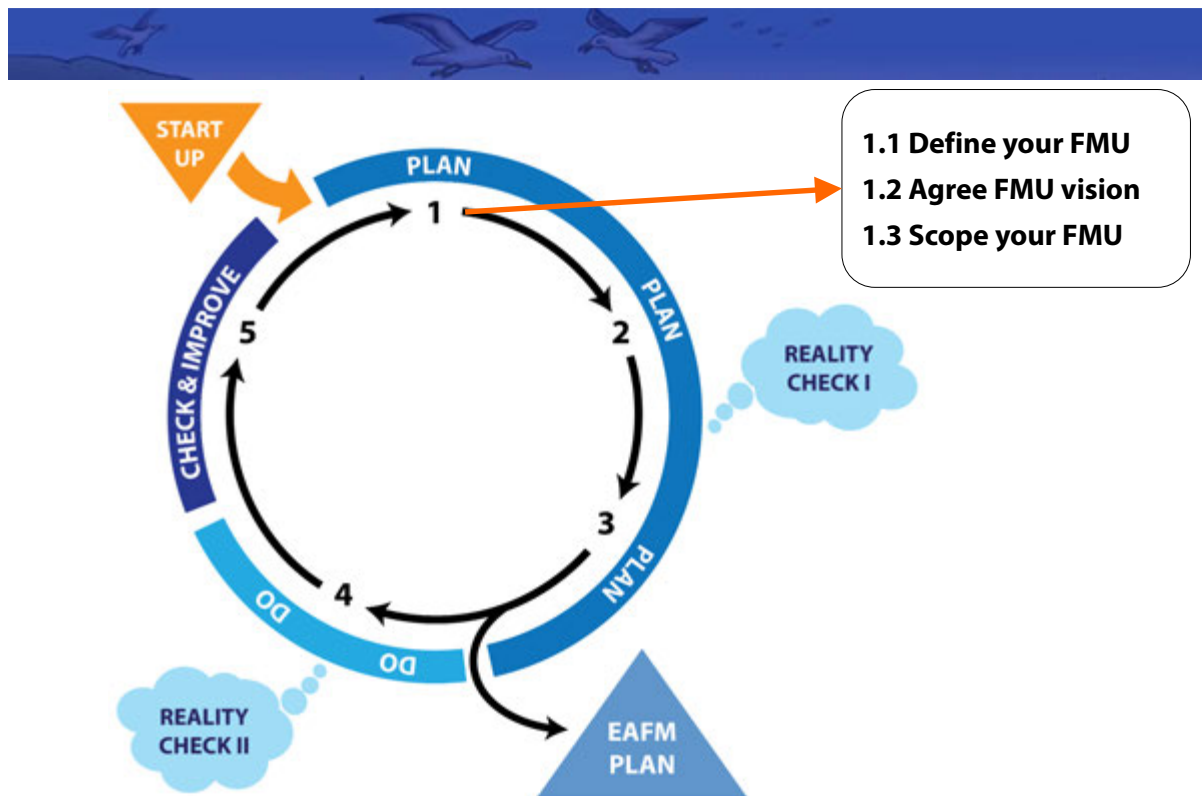 START
UP
PLAN
1.1 Define your FMU
1.2 Agree FMU vision
1.3 Scope your FMU
1
PLAN
2
REALITY
CHECK I
3
PLAN
4
DO
DO
5
CHECK & IMPROVE
REALITY
CHECK II
EAFM
PLAN